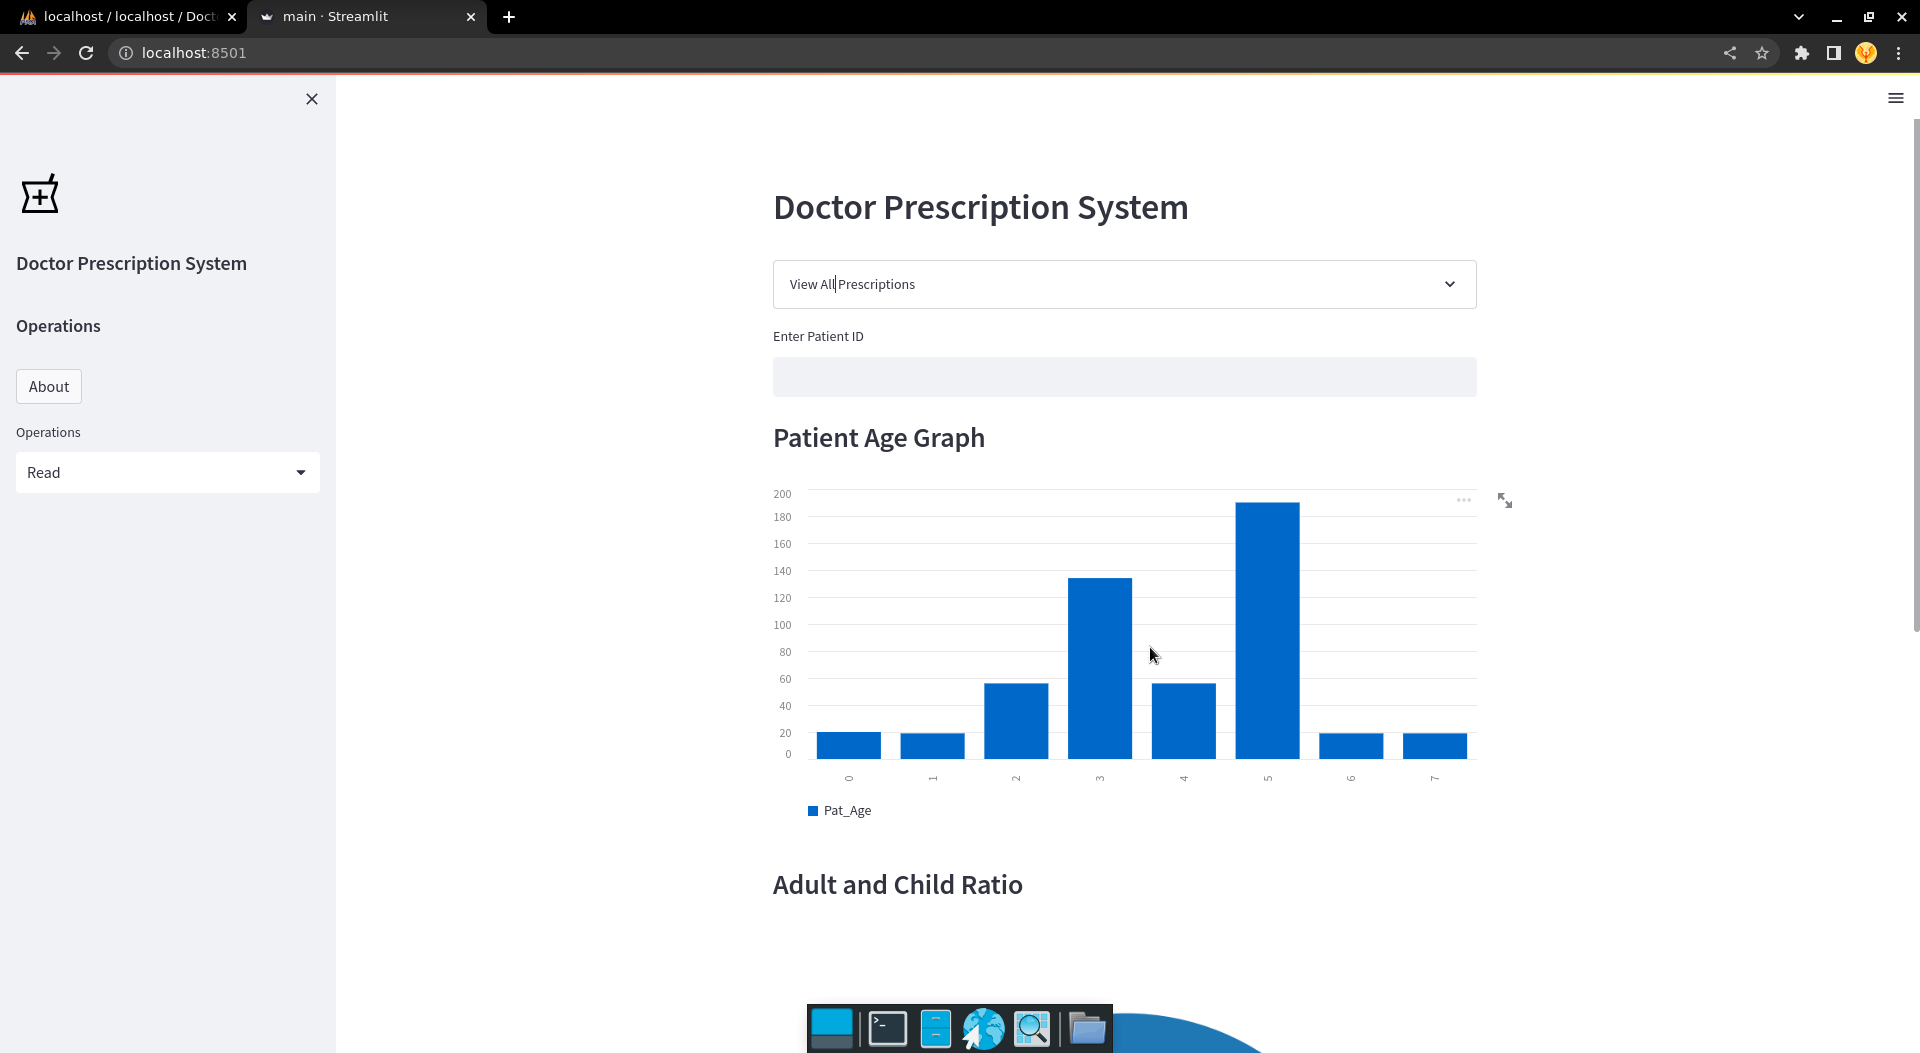 localhost / localhost / Doct
main · Streamlit
localhost:8501
Doctor Prescription System
Operations
About
Operations
Read
Doctor Prescription System
View All Prescriptions
Enter Patient ID
Patient Age Graph
200
180
160
140
120
100
80
60
40
20
0
0 1 2 3 4 5 6 7
Pat_Age
Adult and Child Ratio